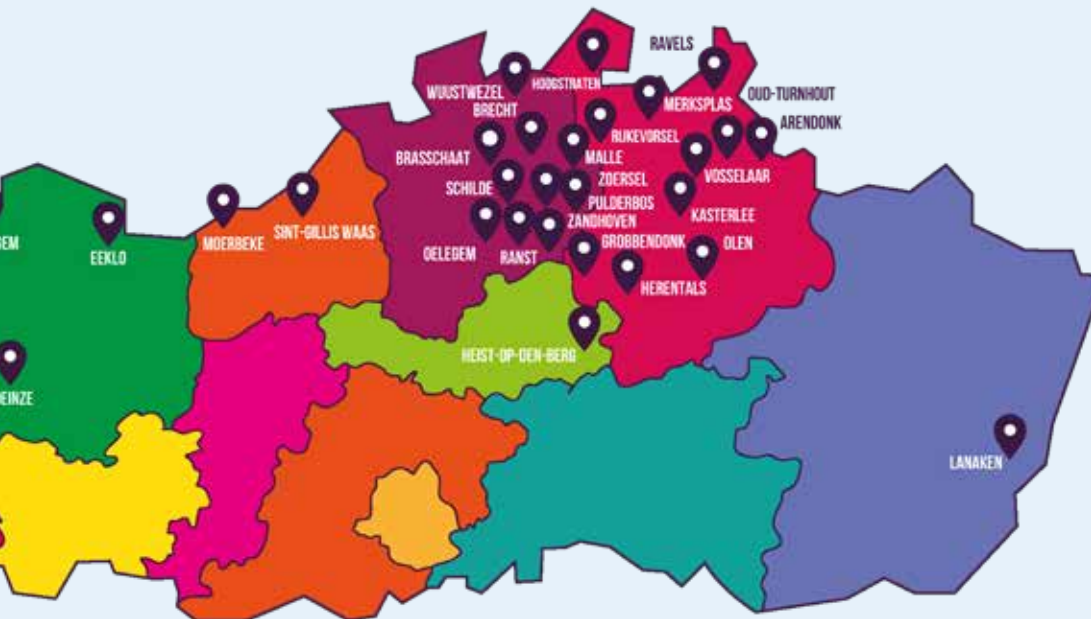 RAVELS
HOOGSTRATEN
WUUSTWEZEL
OUD-TURNHOUT
MERKSPLAS
BRECHT
ARENDONK
RIJKEVORSEL
BRASSCHAAT
MALLE
VOSSELAAR
ZOERSEL
SCHILDE
PULDERBOS
KASTERLEE
ZANDHOVEN
SINT-GILLIS WAAS
MOERBEKE
GROBBENDONK
OLEN
OELEGEM
RANST
EEKLO
HERENTALS
HEIST-OP-DEN-BERG
EINZE
LANAKEN